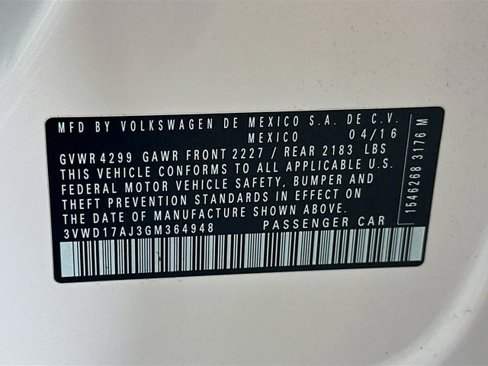 MFD BY VOLKSWAGEN DE MEXICO S.A. DE C.V.
MEXICO 04/16
GVWR 4299 GAWR FRONT 2227 / REAR 2183 LBS
THIS VEHICLE CONFORMS TO ALL APPLICABLE U.S.
FEDERAL MOTOR VEHICLE SAFETY, BUMPER AND
THEFT PREVENTION STANDARDS IN EFFECT ON
THE DATE OF MANUFACTURE SHOWN ABOVE.
3VWD17AJ3GM364948 PASSENGER CAR
1546268 3176 M